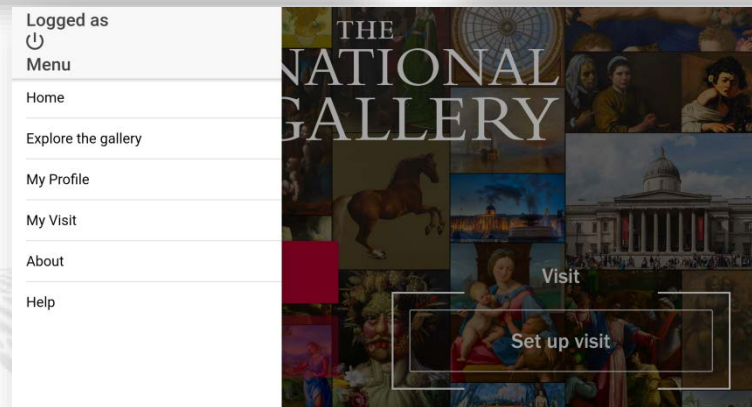 Logged as
Menu
Home
Explore the gallery
My Profile
My Visit
About
Help
THE
NATIONAL
GALLERY
Visit
Set up visit